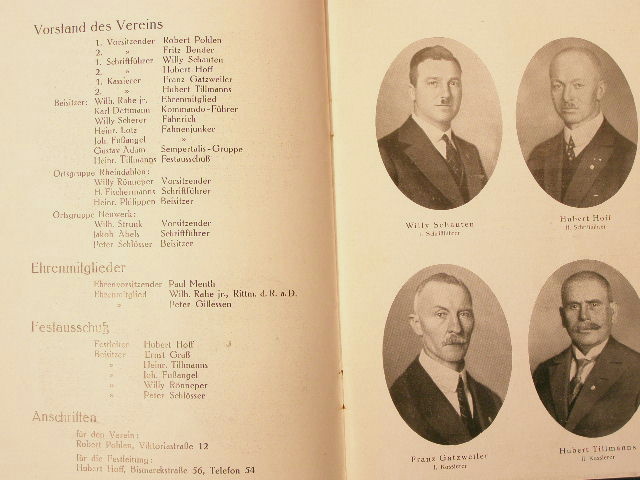 Vorstand des Vereins
1. Vorsitzender Robert Pohlen
2. » Fritz Bender
1. Schriftführer Willy Schauten
2. » Hubert Hoff
1. Kassierer Franz Gatzweiler
2. » Hubert Tillmanns
Beisitzer: Wilh. Rahe jr. Ehrenmitglied
Karl Dettmann Kommando-Führer
Willy Scherer Fähnrich
Heinr. Lotz Fahnenjunker
Joh. Fußangel »
Gustav Adam Sempertalis-Gruppe
Heinr. Tillmanns Festausschuß
Ortsgruppe Rheindahlen:
Willy Rönneper Vorsitzender
H. Fischermanns Schriftführer
Heinr. Philippen Beisitzer
Ortsgruppe Neuwerk:
Wilh. Strunk Vorsitzender
Jakob Abels Schriftführer
Peter Schlösser Beisitzer
Ehrenmitglieder
Ehrenvorsitzender Paul Menth
Ehrenmitglied Wilh. Rahe jr., Rittm. d. R. a. D.
» Peter Gillessen
Festausschuß
Festleiter Hubert Hoff
Beisitzer Ernst Graß
» Heinr. Tillmanns
» Joh. Fußangel
» Willy Rönneper
» Peter Schlösser
Anschriften
für den Verein:
Robert Pohlen, Viktoriastraße 12
für die Festleitung:
Hubert Hoff, Bismarckstraße 56, Telefon 54
Willy Schauten
I. Schriftführer
Hubert Hoff
II. Schriftführer
Franz Gatzweiler
I. Kassierer
Hubert Tillmanns
II. Kassierer